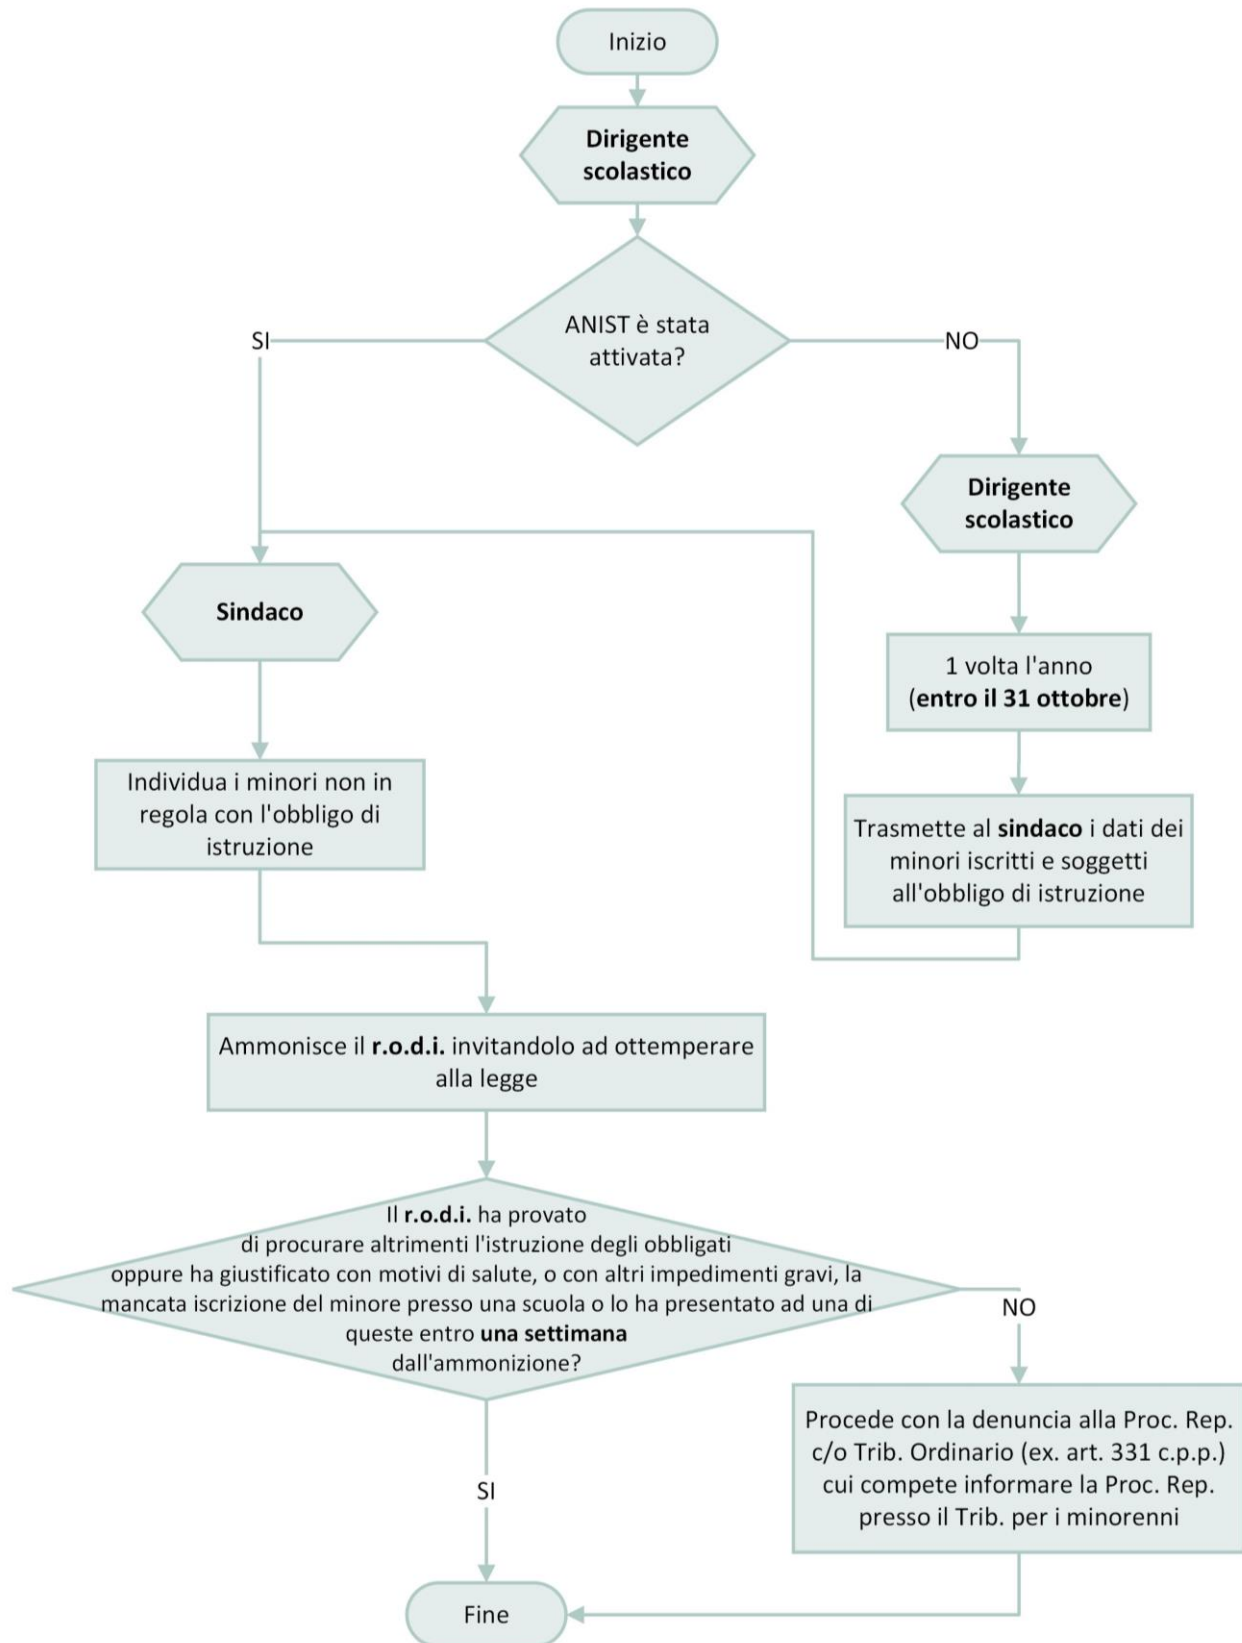 Inizio
Dirigente
scolastico
ANIST è stata
attivata?
SI
NO
Dirigente
scolastico
Sindaco
1 volta l'anno
(entro il 31 ottobre)
Individua i minori non in
regola con l'obbligo di
istruzione
Trasmette al sindaco i dati dei
minori iscritti e soggetti
all'obbligo di istruzione
Ammonisce il r.o.d.i. invitandolo ad ottemperare
alla legge
Il r.o.d.i. ha provato
di procurare altrimenti l'istruzione degli obbligati
oppure ha giustificato con motivi di salute, o con altri impedimenti gravi, la
mancata iscrizione del minore presso una scuola o lo ha presentato ad una di
queste entro una settimana
dall'ammonizione?
NO
Procede con la denuncia alla Proc. Rep.
c/o Trib. Ordinario (ex. art. 331 c.p.p.)
cui compete informare la Proc. Rep.
presso il Trib. per i minorenni
SI
Fine